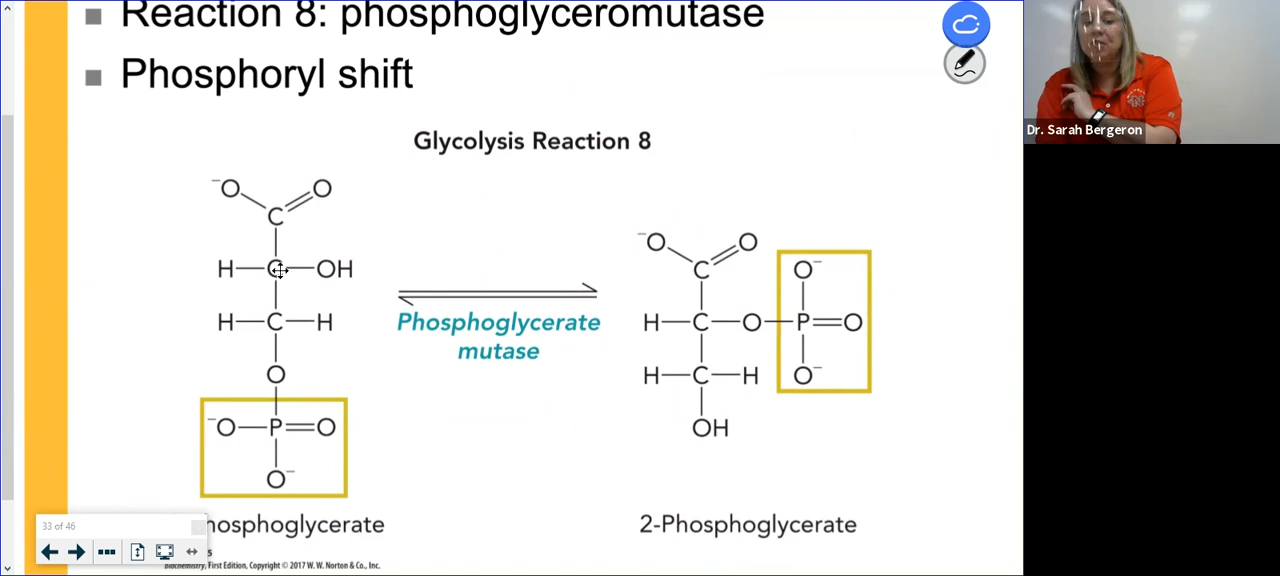 Reaction 8: phosphoglyceromutase
Phosphoryl shift
Glycolysis Reaction 8
⁻O O
C
H—C—OH
H—C—H
O
⁻O—P=O
O⁻
Phosphoglycerate
mutase
⁻O O
C
H—C—O—P=O
O⁻
H—C—H
O⁻
OH
hosphoglycerate
2-Phosphoglycerate
33 of 46
Biochemistry, First Edition, Copyright © 2017 W. W. Norton & Co., Inc.
Dr. Sarah Bergeron